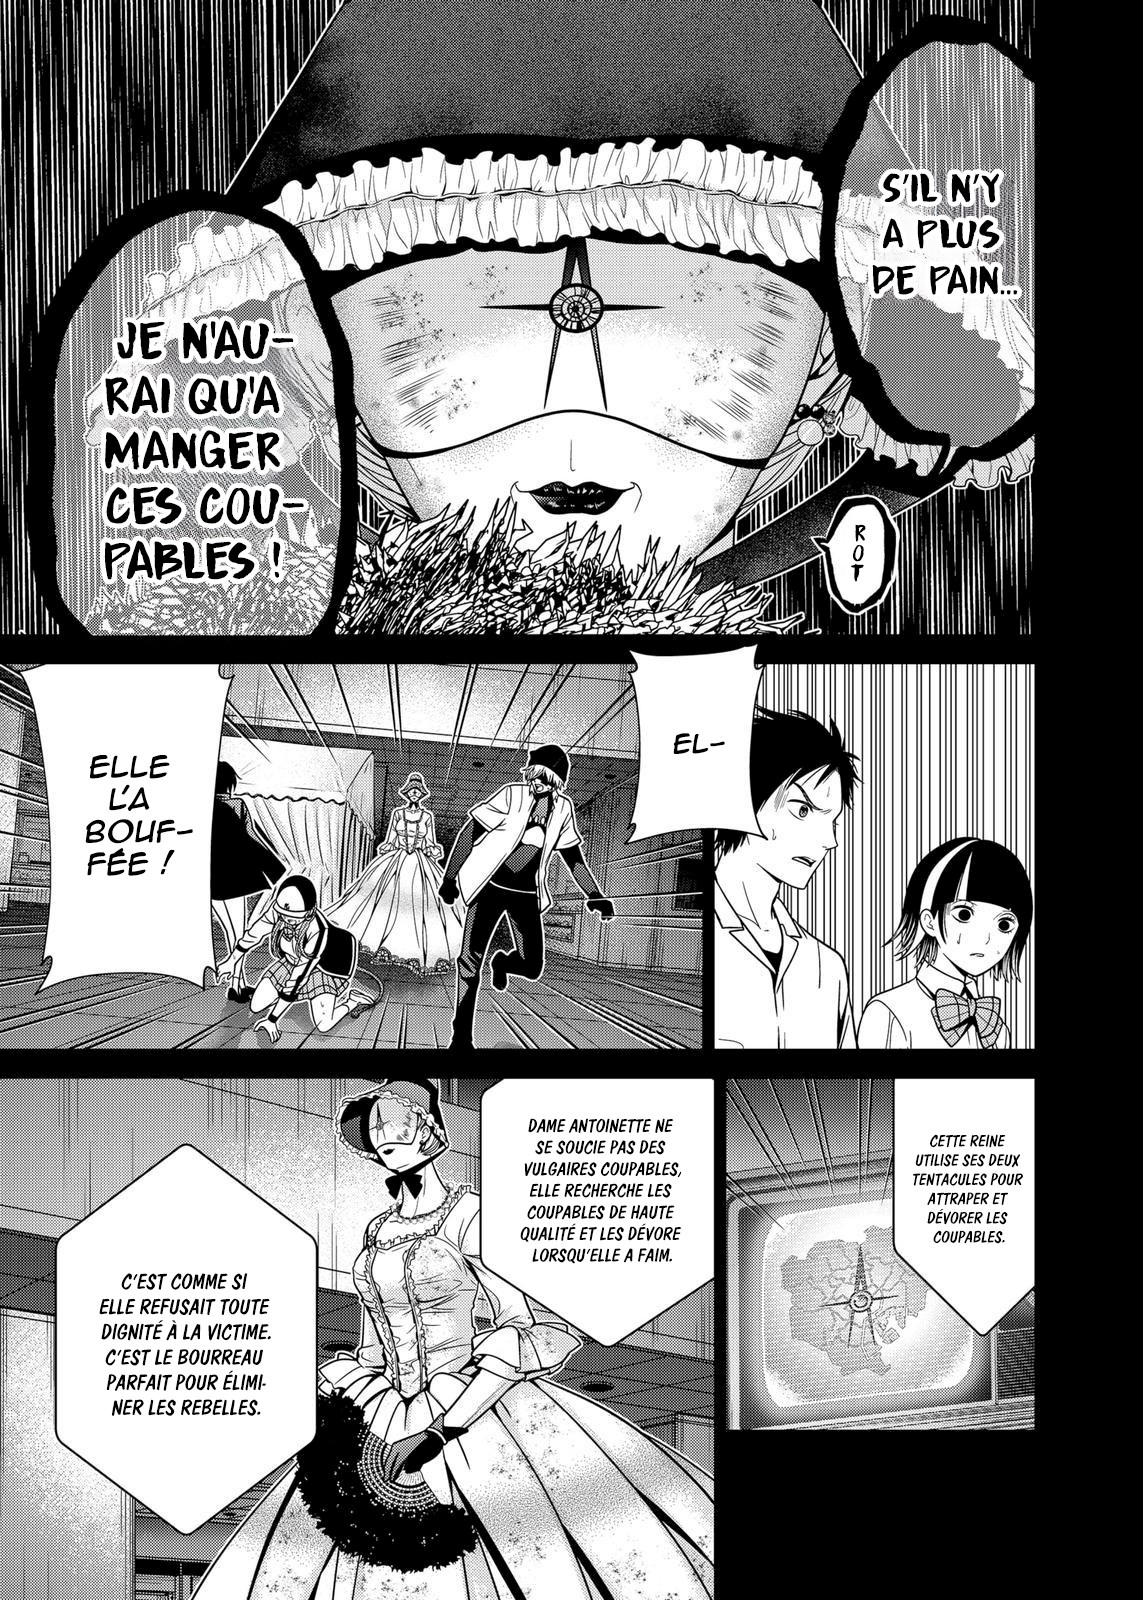 S'IL N'Y
A PLUS
DE PAIN...
JE N'AU-
RAI QU'A
MANGER
CES COU-
PABLES !
ROT
EL-
ELLE
L'A
BOUF-
FÉE !
CETTE REINE
UTILISE SES DEUX
TENTACULES POUR
ATTRAPER ET
DÉVORER LES
COUPABLES.
DAME ANTOINETTE NE
SE SOUCIE PAS DES
VULGAIRES COUPABLES,
ELLE RECHERCHE LES
COUPABLES DE HAUTE
QUALITÉ ET LES DÉVORE
LORSQU'ELLE A FAIM.
C'EST COMME SI
ELLE REFUSAIT TOUTE
DIGNITÉ À LA VICTIME.
C'EST LE BOURREAU
PARFAIT POUR ÉLIMI-
NER LES REBELLES.